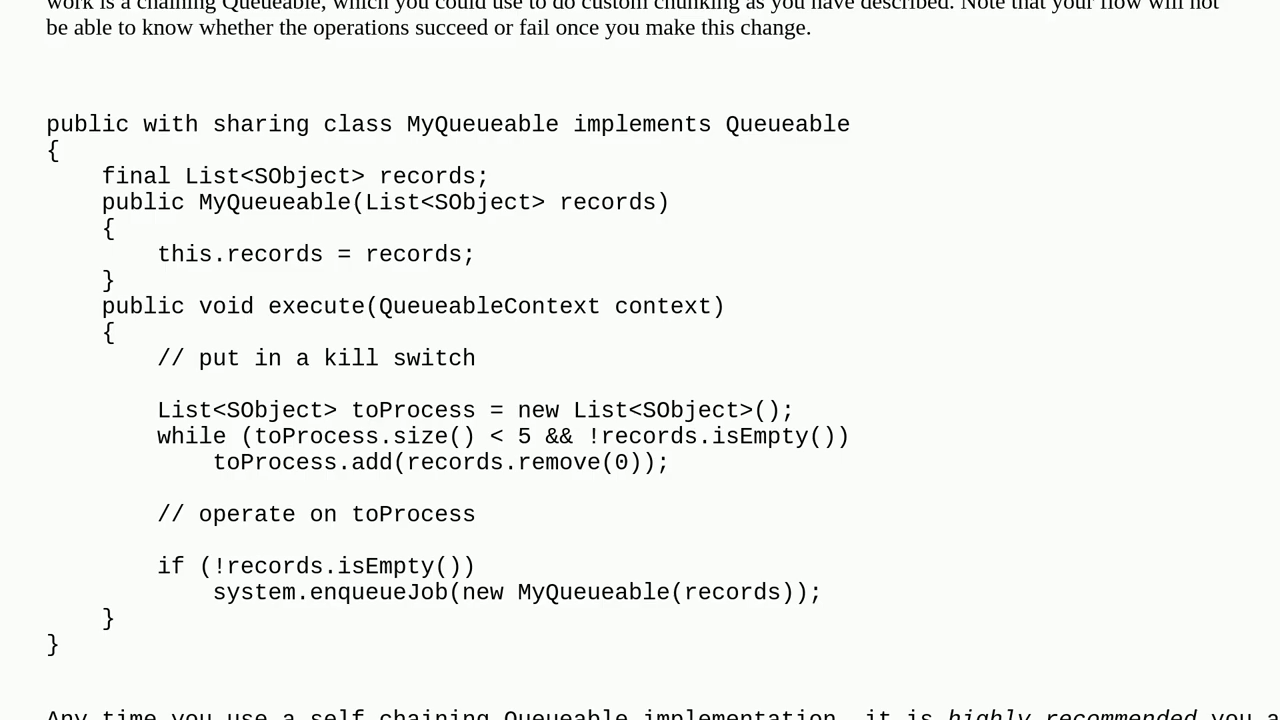 work is a chaining Queueable, which you could use to do custom chunking as you have described. Note that your flow will not
be able to know whether the operations succeed or fail once you make this change.
public with sharing class MyQueueable implements Queueable
{
    final List<SObject> records;
    public MyQueueable(List<SObject> records)
    {
        this.records = records;
    }
    public void execute(QueueableContext context)
    {
        // put in a kill switch
        List<SObject> toProcess = new List<SObject>();
        while (toProcess.size() < 5 && !records.isEmpty())
            toProcess.add(records.remove(0));
        // operate on toProcess
        if (!records.isEmpty())
            system.enqueueJob(new MyQueueable(records));
    }
}
Any time you use a self chaining Queueable implementation, it is highly recommended you a